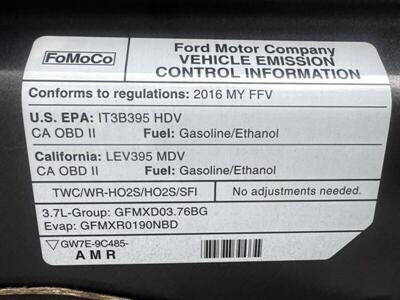 FoMoCo
Ford Motor Company
VEHICLE EMISSION
CONTROL INFORMATION
Conforms to regulations: 2016 MY FFV
U.S. EPA: IT3B395 HDV
CA OBD II Fuel: Gasoline/Ethanol
California: LEV395 MDV
CA OBD II Fuel: Gasoline/Ethanol
TWC/WR-HO2S/HO2S/SFI No adjustments needed.
3.7L-Group: GFMXD03.76BG
Evap: GFMXR0190NBD
GW7E-9C485-
AMR